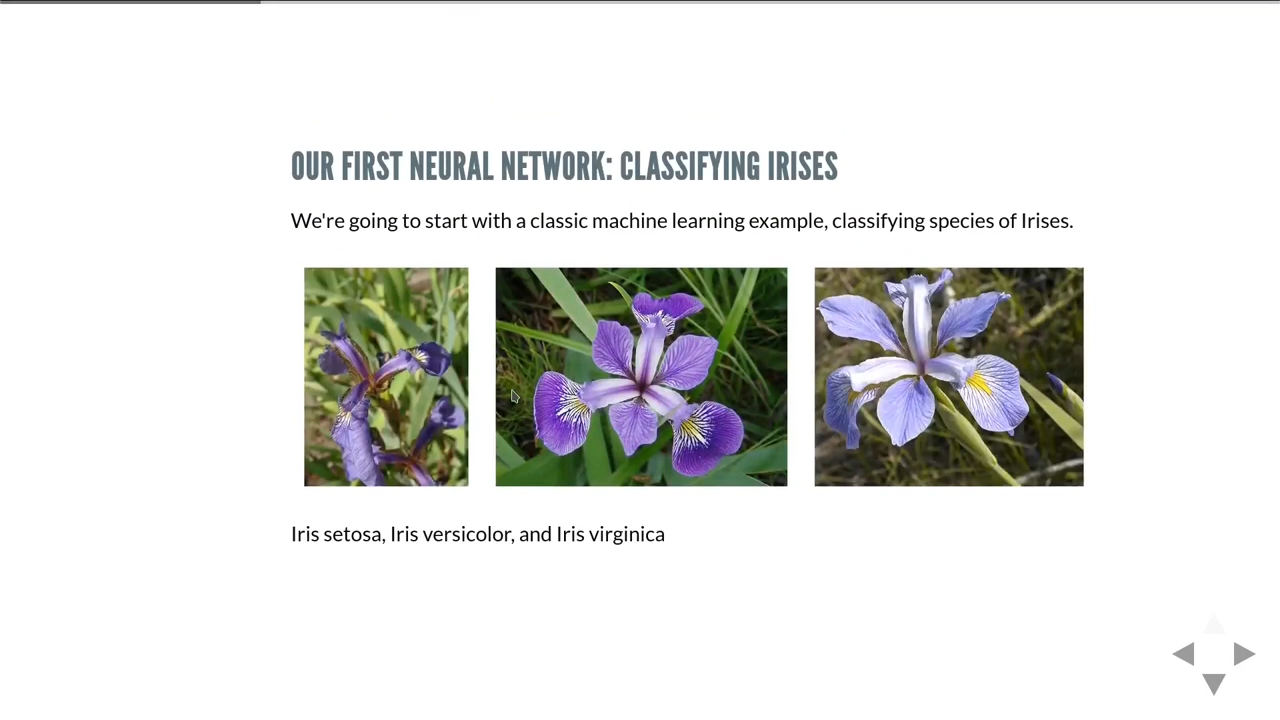 OUR FIRST NEURAL NETWORK: CLASSIFYING IRISES
We're going to start with a classic machine learning example, classifying species of Irises.
Iris setosa, Iris versicolor, and Iris virginica